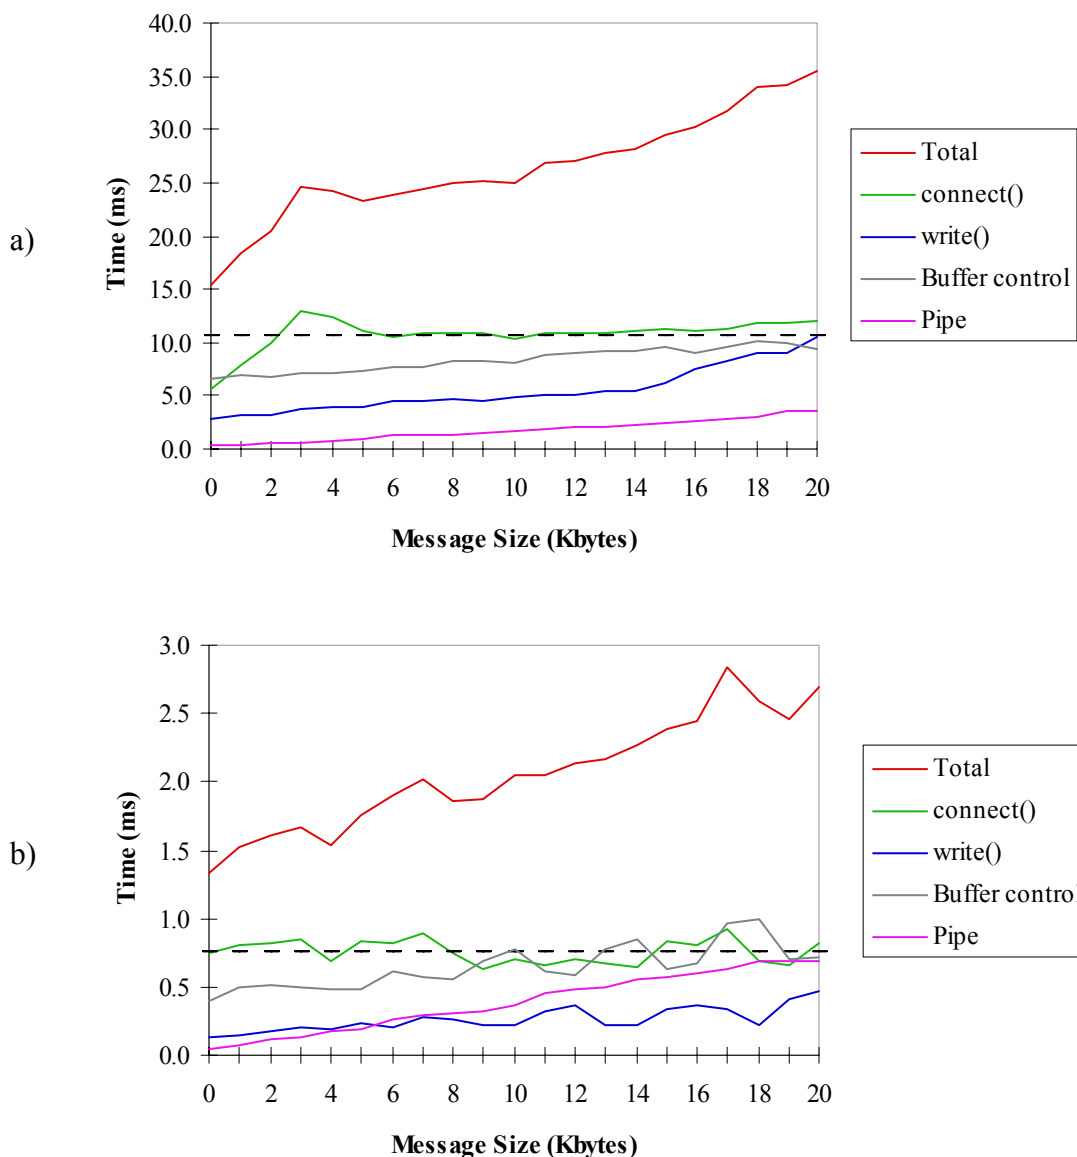 a)
Time (ms)
40.0
35.0
30.0
25.0
20.0
15.0
10.0
5.0
0.0
0 2 4 6 8 10 12 14 16 18 20
Message Size (Kbytes)
Total
connect()
write()
Buffer control
Pipe
b)
Time (ms)
3.0
2.5
2.0
1.5
1.0
0.5
0.0
0 2 4 6 8 10 12 14 16 18 20
Message Size (Kbytes)
Total
connect()
write()
Buffer control
Pipe